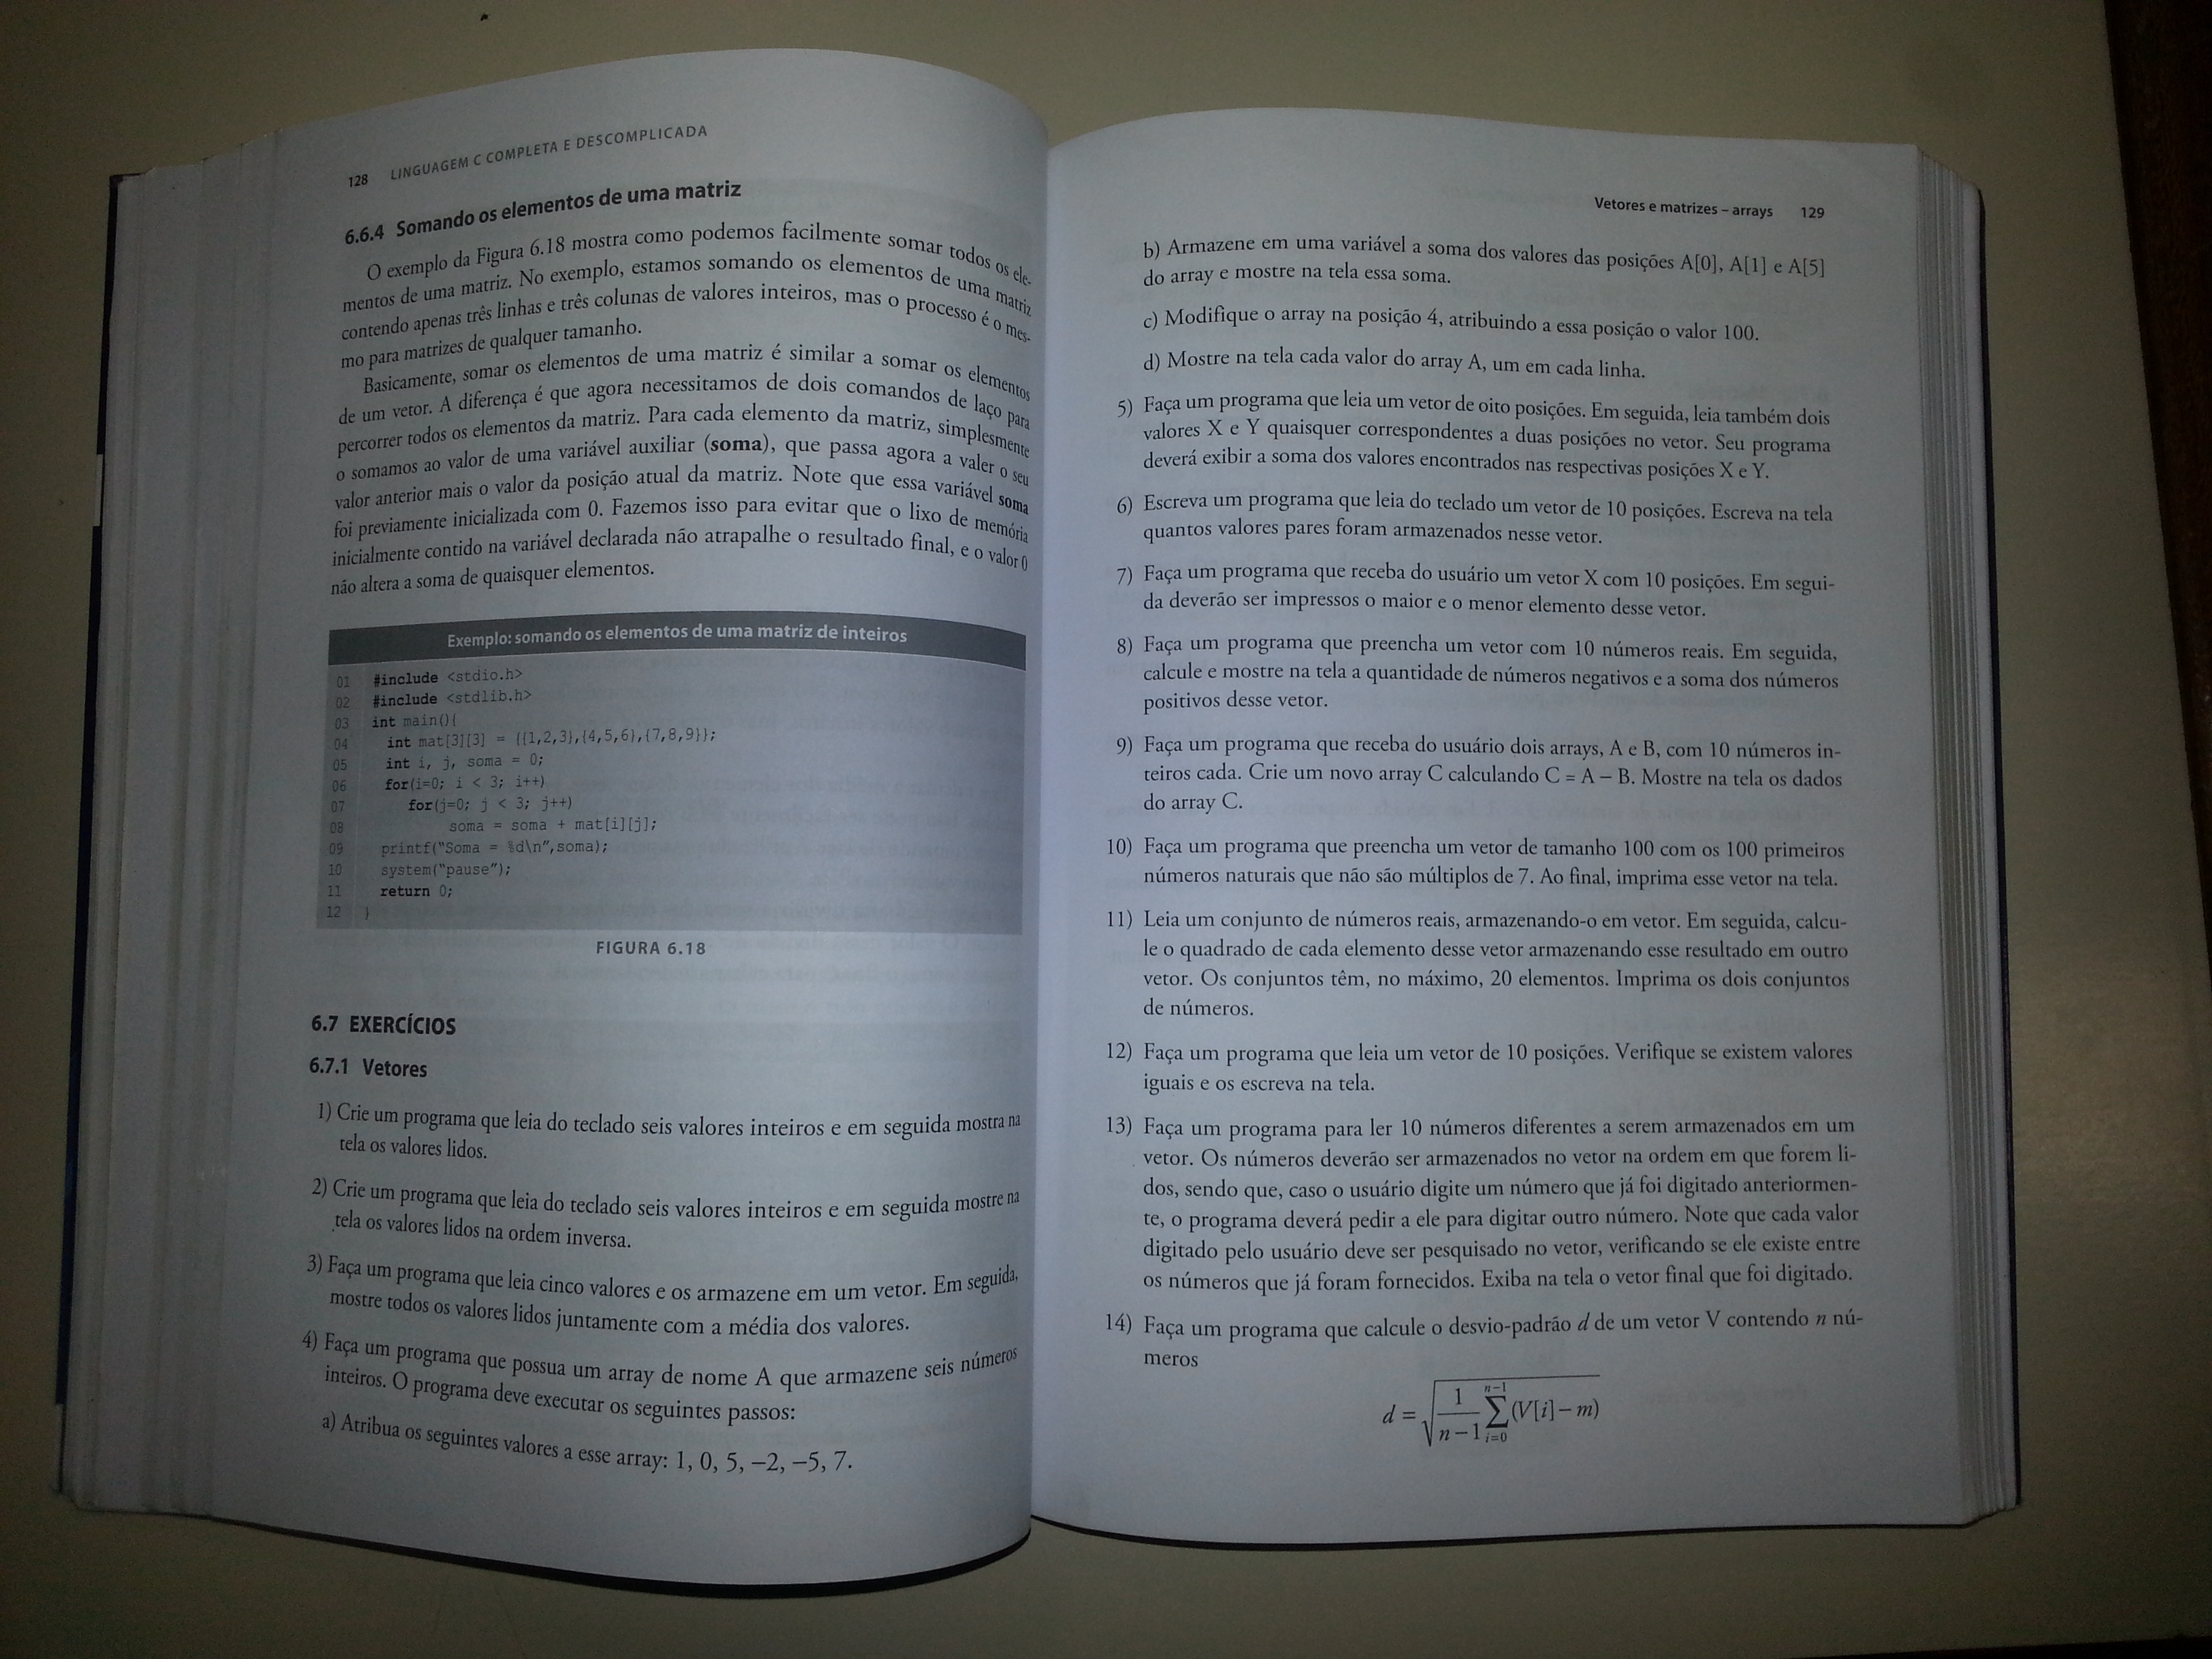 128 LINGUAGEM C COMPLETA E DESCOMPLICADA
6.6.4 Somando os elementos de uma matriz
O exemplo da Figura 6.18 mostra como podemos facilmente somar todos os ele-
mentos de uma matriz. No exemplo, estamos somando os elementos de uma matriz
contendo apenas três linhas e três colunas de valores inteiros, mas o processo é o mes-
mo para matrizes de qualquer tamanho.
Basicamente, somar os elementos de uma matriz é similar a somar os elementos
de um vetor. A diferença é que agora necessitamos de dois comandos de laço para
percorrer todos os elementos da matriz. Para cada elemento da matriz, simplesmente
o somamos ao valor de uma variável auxiliar (soma), que passa agora a valer o seu
valor anterior mais o valor da posição atual da matriz. Note que essa variável soma
foi previamente inicializada com 0. Fazemos isso para evitar que o lixo de memória
inicialmente contido na variável declarada não atrapalhe o resultado final, e o valor 0
não altera a soma de quaisquer elementos.
Exemplo: somando os elementos de uma matriz de inteiros
01 #include <stdio.h>
02 #include <stdlib.h>
03 int main(){
04 int mat[3][3] = {{1,2,3},{4,5,6},{7,8,9}};
05 int i, j, soma = 0;
06 for(i=0; i < 3; i++)
07 for(j=0; j < 3; j++)
08 soma = soma + mat[i][j];
09 printf("Soma = %d\n",soma);
10 system("pause");
11 return 0;
12 }
FIGURA 6.18
6.7 EXERCÍCIOS
6.7.1 Vetores
1) Crie um programa que leia do teclado seis valores inteiros e em seguida mostra na
tela os valores lidos.
2) Crie um programa que leia do teclado seis valores inteiros e em seguida mostre na
tela os valores lidos na ordem inversa.
3) Faça um programa que leia cinco valores e os armazene em um vetor. Em seguida,
mostre todos os valores lidos juntamente com a média dos valores.
4) Faça um programa que possua um array de nome A que armazene seis números
inteiros. O programa deve executar os seguintes passos:
a) Atribua os seguintes valores a esse array: 1, 0, 5, −2, −5, 7.
Vetores e matrizes – arrays 129
b) Armazene em uma variável a soma dos valores das posições A[0], A[1] e A[5]
do array e mostre na tela essa soma.
c) Modifique o array na posição 4, atribuindo a essa posição o valor 100.
d) Mostre na tela cada valor do array A, um em cada linha.
5) Faça um programa que leia um vetor de oito posições. Em seguida, leia também dois
valores X e Y quaisquer correspondentes a duas posições no vetor. Seu programa
deverá exibir a soma dos valores encontrados nas respectivas posições X e Y.
6) Escreva um programa que leia do teclado um vetor de 10 posições. Escreva na tela
quantos valores pares foram armazenados nesse vetor.
7) Faça um programa que receba do usuário um vetor X com 10 posições. Em segui-
da deverão ser impressos o maior e o menor elemento desse vetor.
8) Faça um programa que preencha um vetor com 10 números reais. Em seguida,
calcule e mostre na tela a quantidade de números negativos e a soma dos números
positivos desse vetor.
9) Faça um programa que receba do usuário dois arrays, A e B, com 10 números in-
teiros cada. Crie um novo array C calculando C = A – B. Mostre na tela os dados
do array C.
10) Faça um programa que preencha um vetor de tamanho 100 com os 100 primeiros
números naturais que não são múltiplos de 7. Ao final, imprima esse vetor na tela.
11) Leia um conjunto de números reais, armazenando-o em vetor. Em seguida, calcu-
le o quadrado de cada elemento desse vetor armazenando esse resultado em outro
vetor. Os conjuntos têm, no máximo, 20 elementos. Imprima os dois conjuntos
de números.
12) Faça um programa que leia um vetor de 10 posições. Verifique se existem valores
iguais e os escreva na tela.
13) Faça um programa para ler 10 números diferentes a serem armazenados em um
vetor. Os números deverão ser armazenados no vetor na ordem em que forem li-
dos, sendo que, caso o usuário digite um número que já foi digitado anteriormen-
te, o programa deverá pedir a ele para digitar outro número. Note que cada valor
digitado pelo usuário deve ser pesquisado no vetor, verificando se ele existe entre
os números que já foram fornecidos. Exiba na tela o vetor final que foi digitado.
14) Faça um programa que calcule o desvio-padrão d de um vetor V contendo n nú-
meros
d = √(1/(n−1) ∑_{i=0}^{n−1} (V[i] − m))